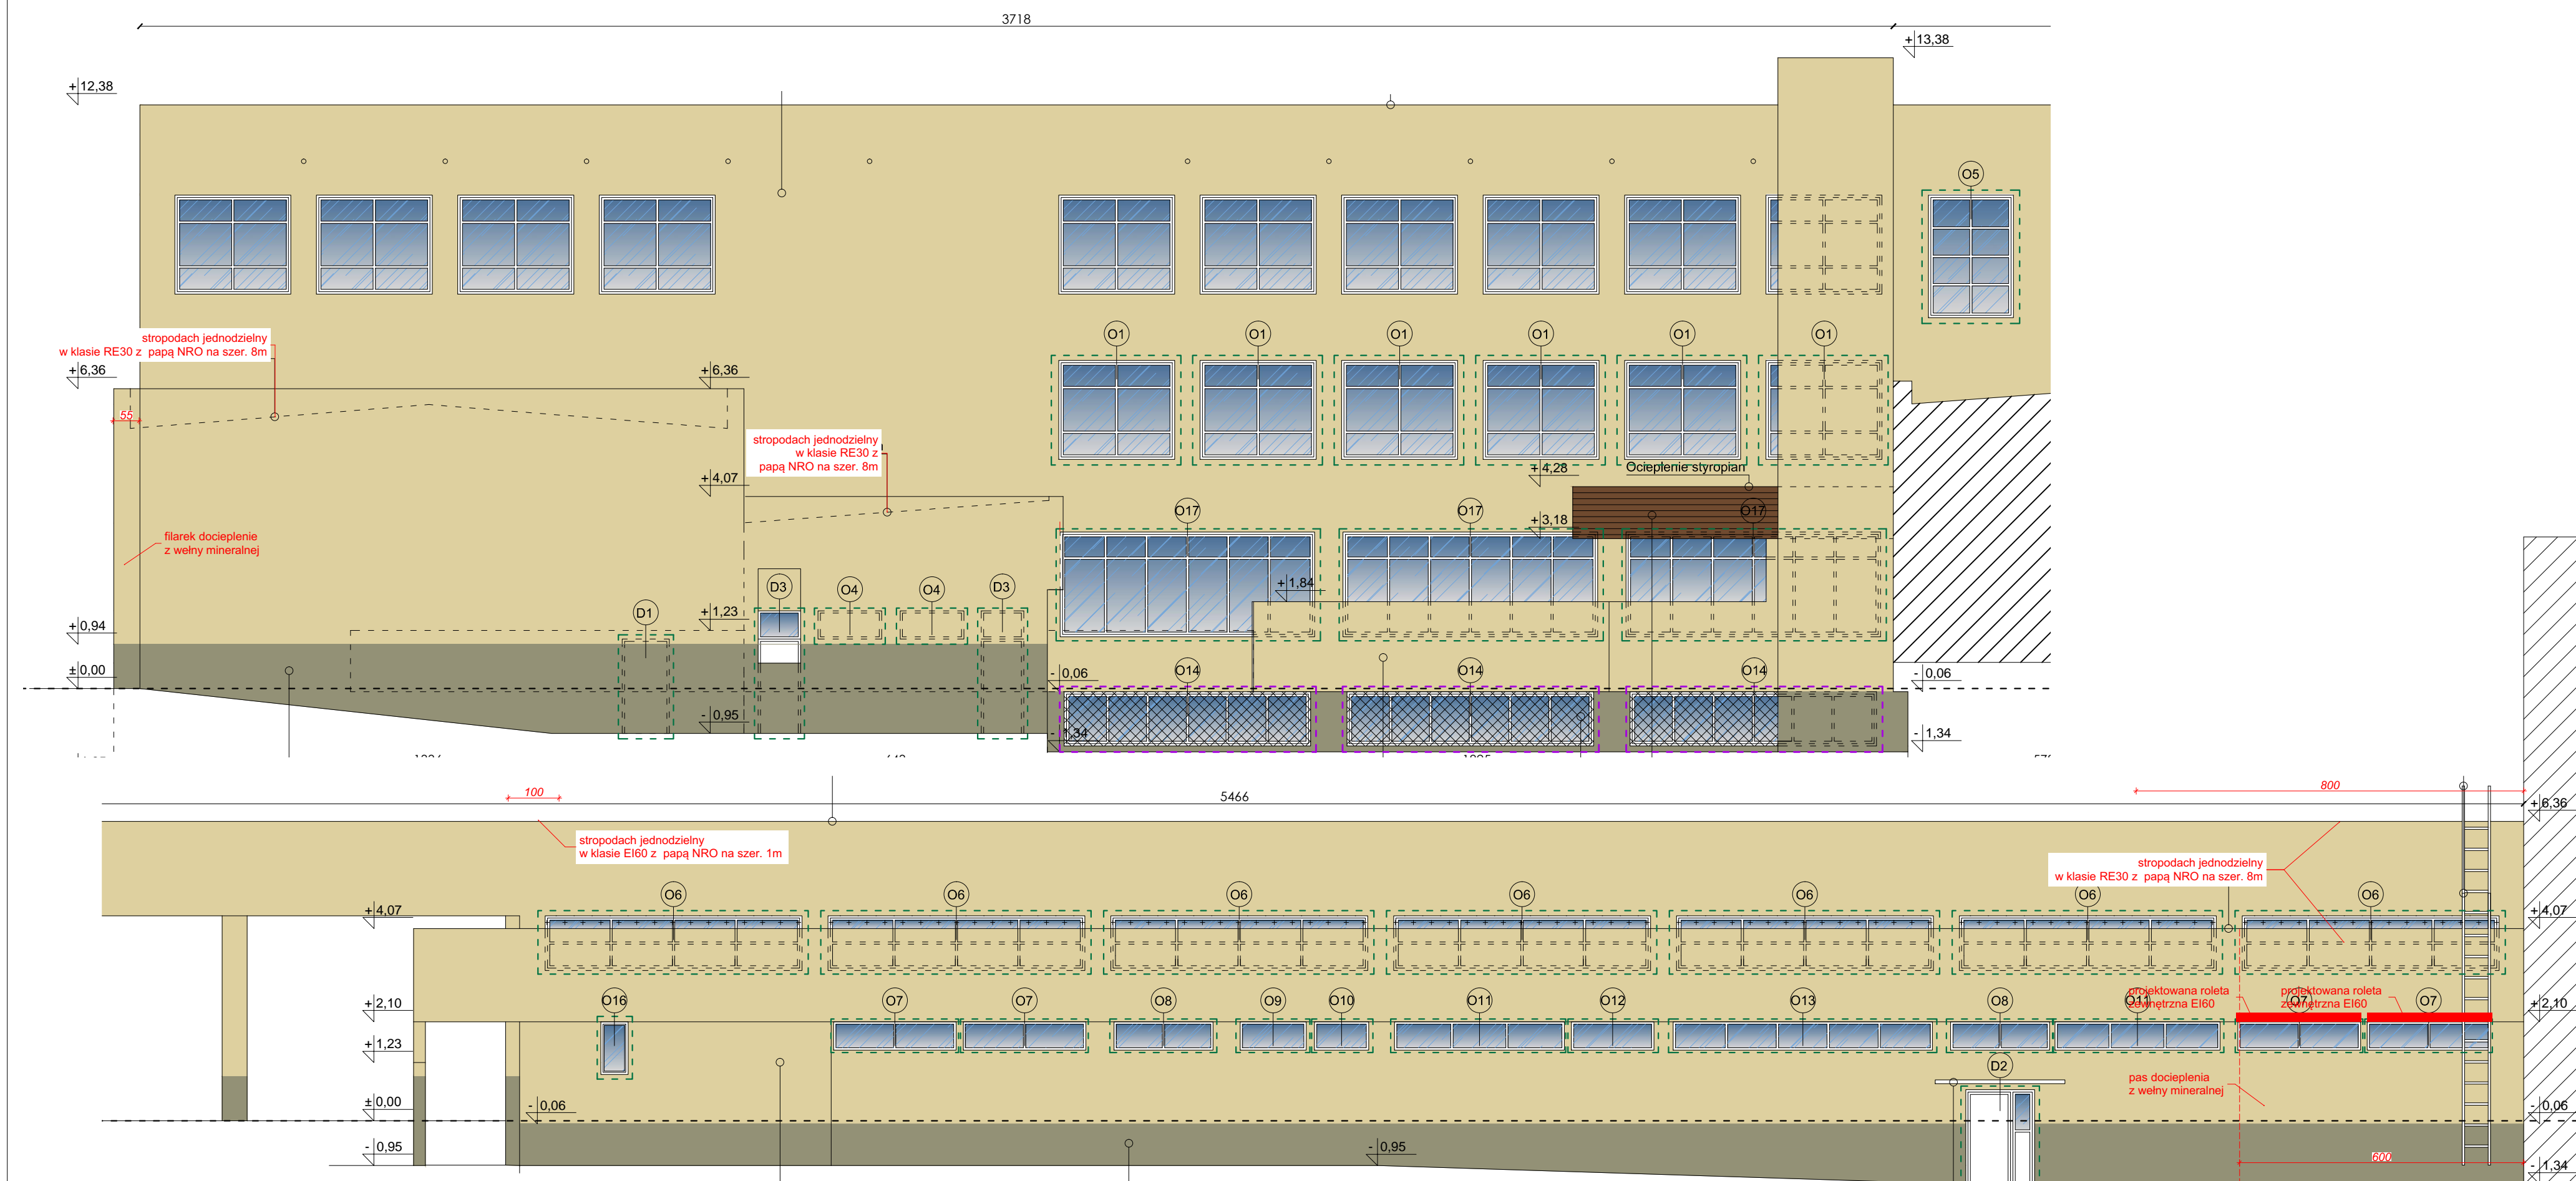 3718
+13,38
+12,38
O5
stropodach jednodzielny
w klasie RE30 z papą NRO na szer. 8m
+6,36
+6,36
55
O1
O1
O1
O1
O1
O1
stropodach jednodzielny
w klasie RE30 z
papą NRO na szer. 8m
+4,07
+4,28
Ocieplenie styropian
O17
O17
O17
+3,18
filarek docieplenie
z wełny mineralnej
D1
D3
O4
O4
D3
+1,84
+1,23
+0,94
±0,00
-0,06
O14
O14
O14
-0,06
-0,95
-1,34
-1,34
100
5466
800
+6,36
stropodach jednodzielny
w klasie EI60 z papą NRO na szer. 1m
stropodach jednodzielny
w klasie RE30 z papą NRO na szer. 8m
O6
O6
O6
O6
O6
O6
O6
+4,07
+4,07
projektowana roleta
zewnętrzna EI60
projektowana roleta
zewnętrzna EI60
O16
O7
O7
O8
O9
O10
O11
O12
O13
O8
O11
O7
O7
+2,10
+2,10
+1,23
D2
pas docieplenia
z wełny mineralnej
±0,00
-0,06
-0,06
-0,95
-0,95
600
-1,34